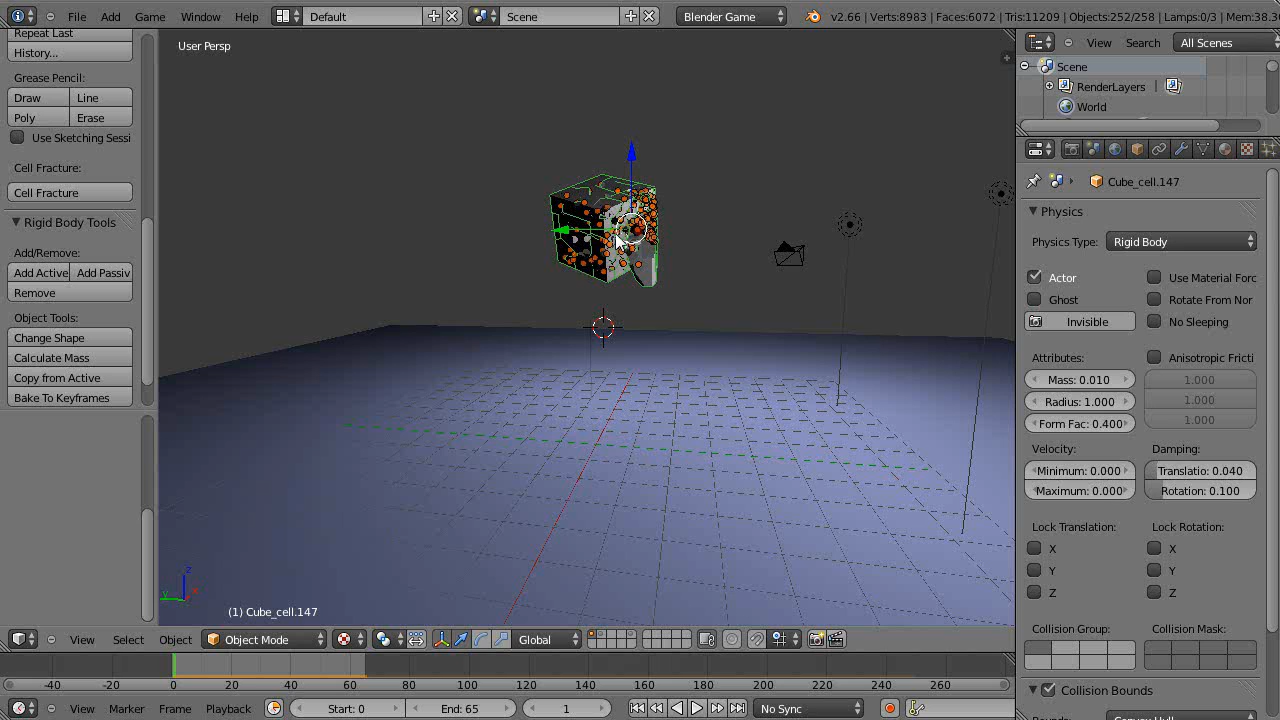 File Add Game Window Help Default Scene Blender Game v2.66 | Verts:8983 | Faces:6072 | Tris:11209 | Objects:252/258 | Lamps:0/3 | Mem:38.3
Repeat Last
History...
Grease Pencil:
Draw Line
Poly Erase
Use Sketching Sessi
Cell Fracture:
Cell Fracture
Rigid Body Tools
Add/Remove:
Add Active Add Passiv
Remove
Object Tools:
Change Shape
Calculate Mass
Copy from Active
Bake To Keyframes
User Persp
z
y
x
(1) Cube_cell.147
View Select Object Object Mode Global
-40 -20 0 20 40 60 80 100 120 140 160 180 200 220 240 260
View Marker Frame Playback Start: 0 End: 65 1 No Sync
View Search All Scenes
Scene
RenderLayers |
World
Cube_cell.147
Physics
Physics Type: Rigid Body
Actor Use Material Forc
Ghost Rotate From Nor
Invisible No Sleeping
Attributes: Anisotropic Fricti
Mass: 0.010 1.000
Radius: 1.000 1.000
Form Fac: 0.400 1.000
Velocity: Damping:
Minimum: 0.000 Translatio: 0.040
Maximum: 0.000 Rotation: 0.100
Lock Translation: Lock Rotation:
X X
Y Y
Z Z
Collision Group: Collision Mask:
Collision Bounds